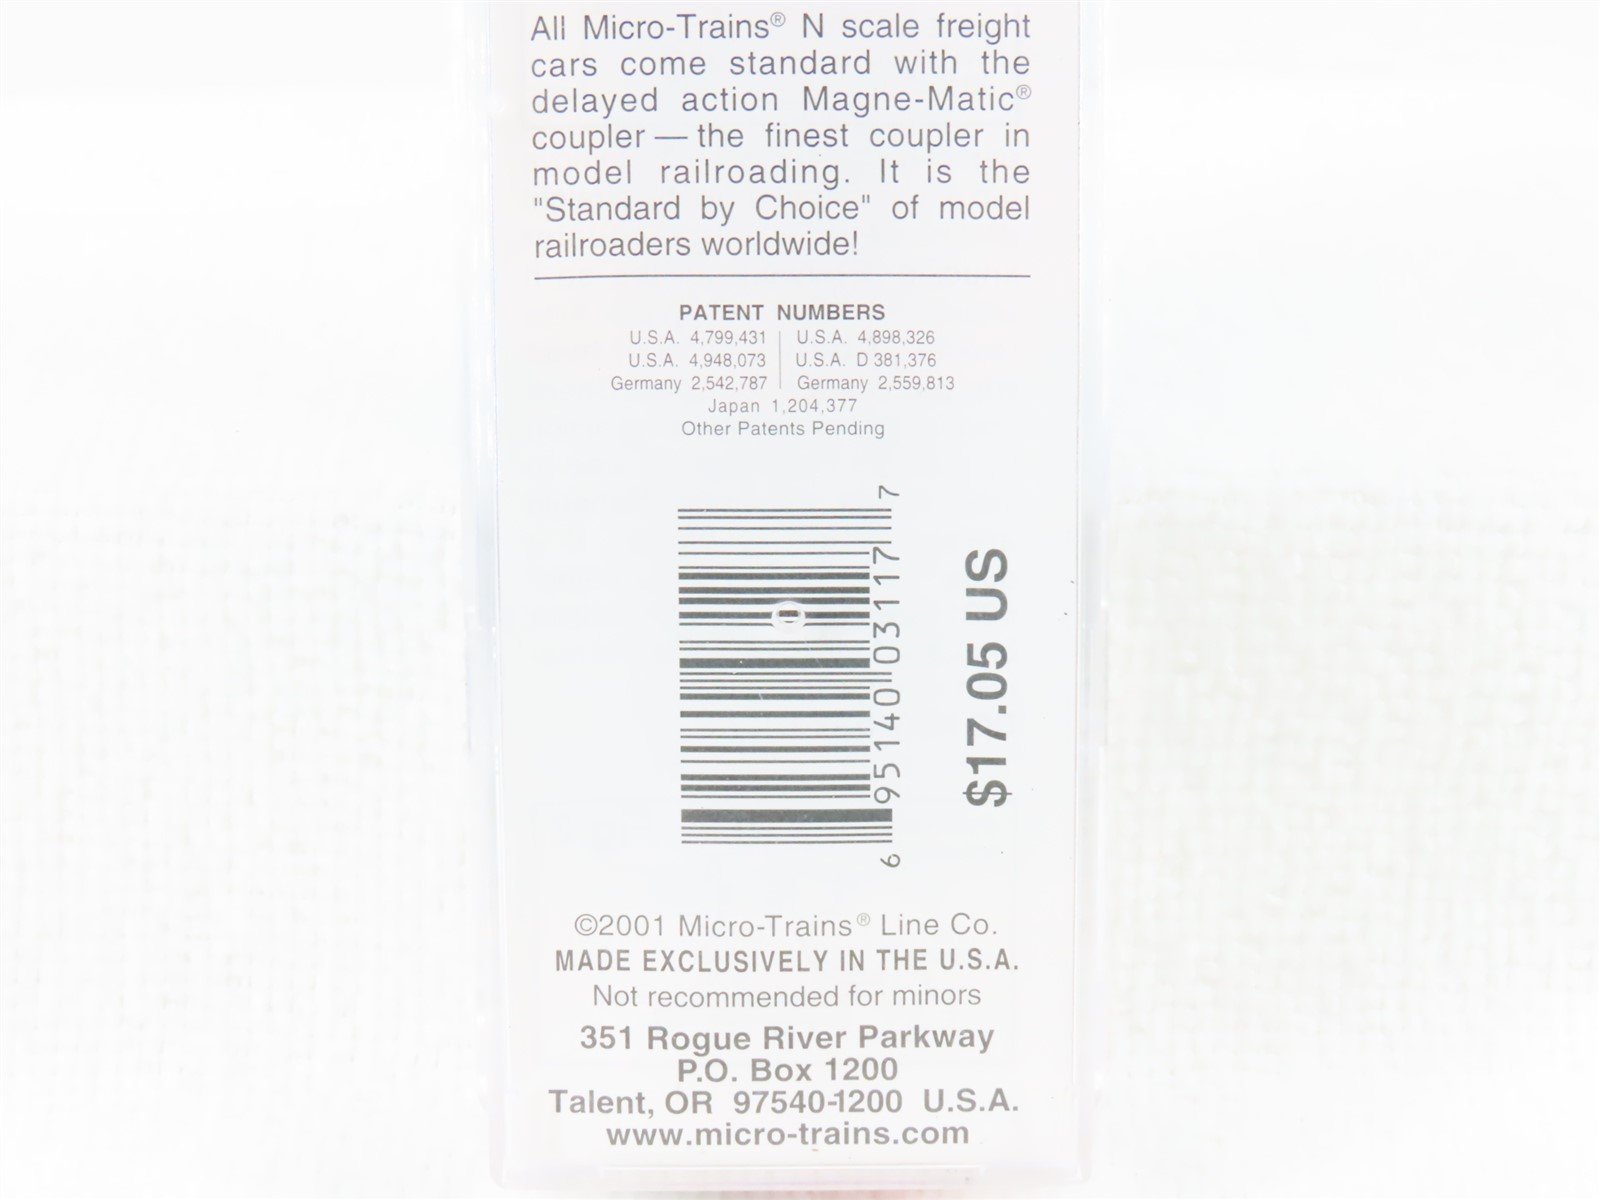 All Micro-Trains® N scale freight
cars come standard with the
delayed action Magne-Matic®
coupler — the finest coupler in
model railroading. It is the
"Standard by Choice" of model
railroaders worldwide!
PATENT NUMBERS
U.S.A. 4,799,431 | U.S.A. 4,898,326
U.S.A. 4,948,073 | U.S.A. D 381,376
Germany 2,542,787 | Germany 2,559,813
Japan 1,204,377
Other Patents Pending
6 95140 03117 7
$17.05 US
©2001 Micro-Trains® Line Co.
MADE EXCLUSIVELY IN THE U.S.A.
Not recommended for minors
351 Rogue River Parkway
P.O. Box 1200
Talent, OR 97540-1200 U.S.A.
www.micro-trains.com